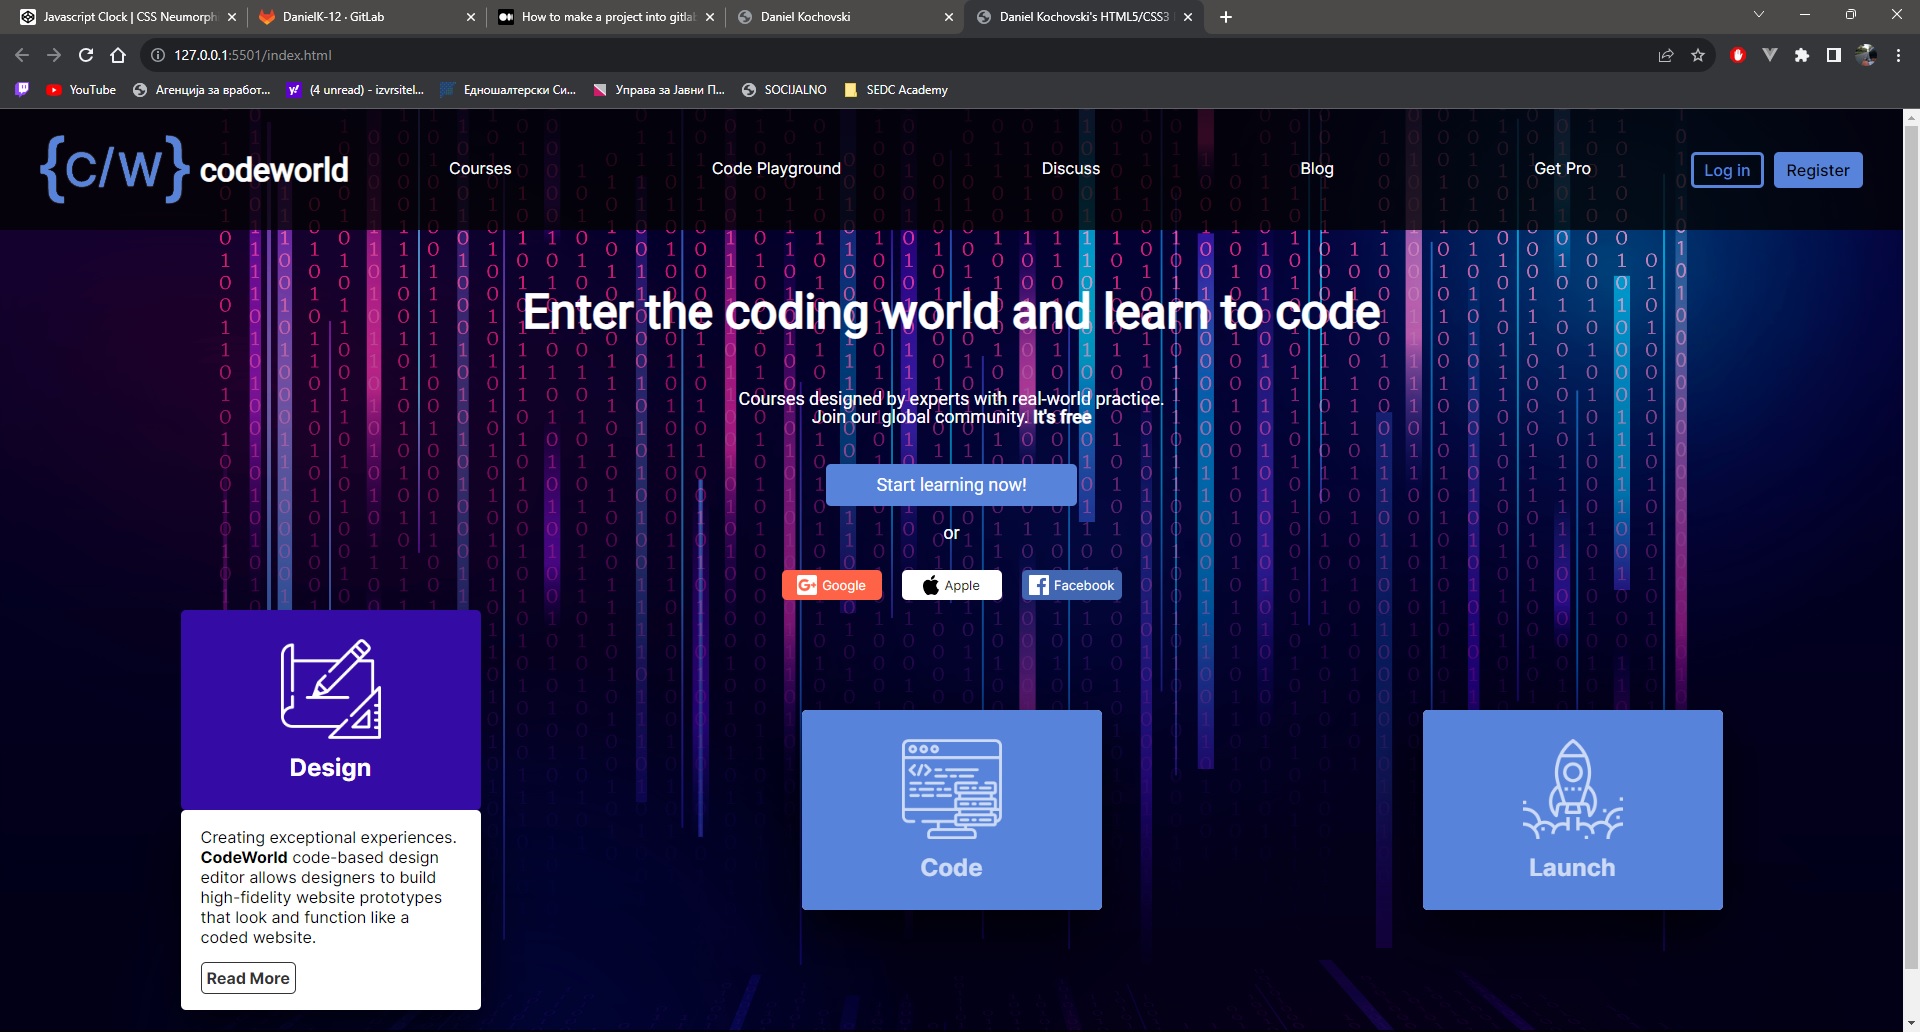 Javascript Clock | CSS Neumorph
DanielK-12 · GitLab
How to make a project into gitla
Daniel Kochovski
Daniel Kochovski's HTML5/CSS3
127.0.0.1:5501/index.html
YouTube
Агенција за вработ...
(4 unread) - izvrsitel...
Едношалтерски Си...
Управа за Јавни П...
SOCIJALNO
SEDC Academy
{C/W} codeworld
Courses
Code Playground
Discuss
Blog
Get Pro
Log in
Register
Enter the coding world and learn to code
Courses designed by experts with real-world practice.
Join our global community. It's free
Start learning now!
or
G+ Google
Apple
Facebook
Design
Creating exceptional experiences.
CodeWorld code-based design
editor allows designers to build
high-fidelity website prototypes
that look and function like a
coded website.
Read More
</>
Code
Launch